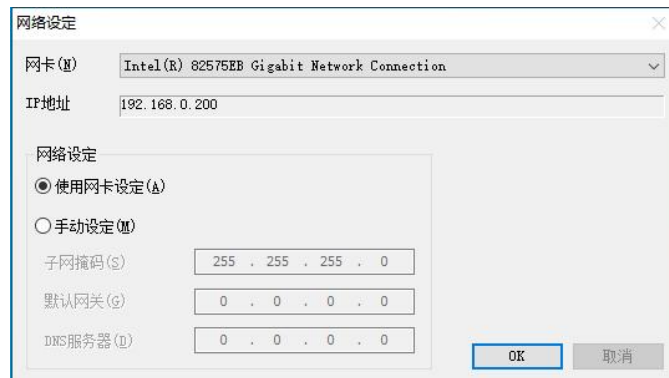 网络设定
网卡(N) Intel(R) 82575EB Gigabit Network Connection
IP地址 192.168.0.200
网络设定
使用网卡设定(A)
手动设定(M)
子网掩码(S) 255 . 255 . 255 . 0
默认网关(G) 0 . 0 . 0 . 0
DNS服务器(D) 0 . 0 . 0 . 0
OK 取消